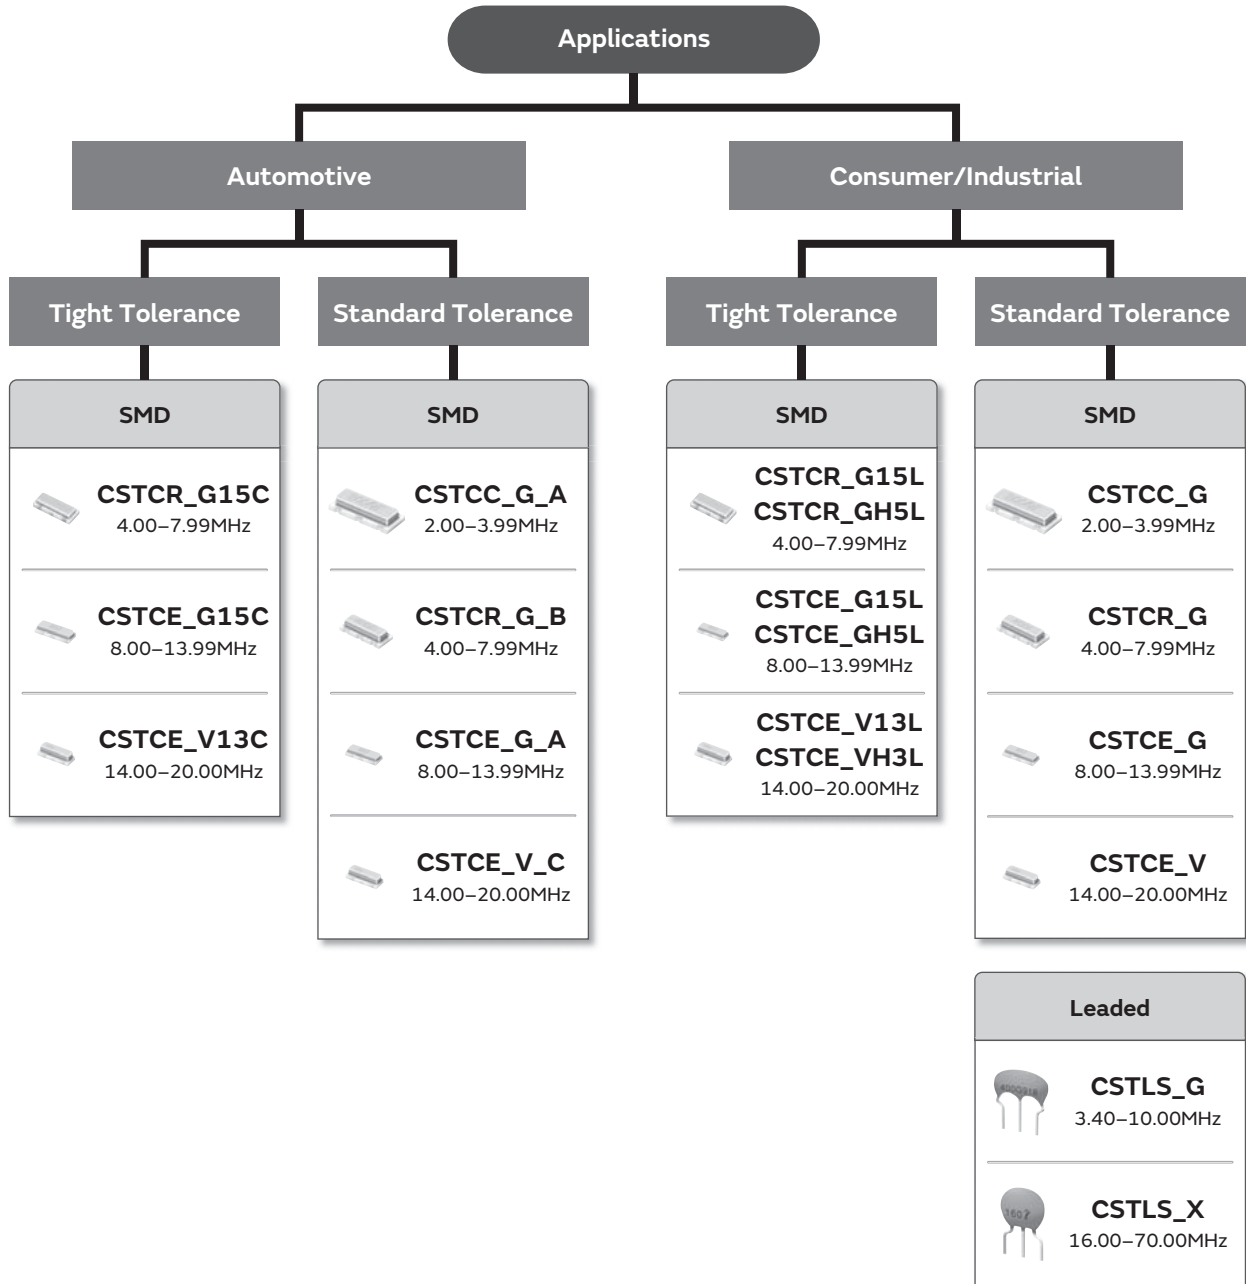 Applications
Automotive
Consumer/Industrial
Tight Tolerance
Standard Tolerance
Tight Tolerance
Standard Tolerance
SMD
CSTCR_G15C
4.00–7.99MHz
CSTCE_G15C
8.00–13.99MHz
CSTCE_V13C
14.00–20.00MHz
SMD
CSTCC_G_A
2.00–3.99MHz
CSTCR_G_B
4.00–7.99MHz
CSTCE_G_A
8.00–13.99MHz
CSTCE_V_C
14.00–20.00MHz
SMD
CSTCR_G15L
CSTCR_GH5L
4.00–7.99MHz
CSTCE_G15L
CSTCE_GH5L
8.00–13.99MHz
CSTCE_V13L
CSTCE_VH3L
14.00–20.00MHz
SMD
CSTCC_G
2.00–3.99MHz
CSTCR_G
4.00–7.99MHz
CSTCE_G
8.00–13.99MHz
CSTCE_V
14.00–20.00MHz
Leaded
CSTLS_G
3.40–10.00MHz
CSTLS_X
16.00–70.00MHz